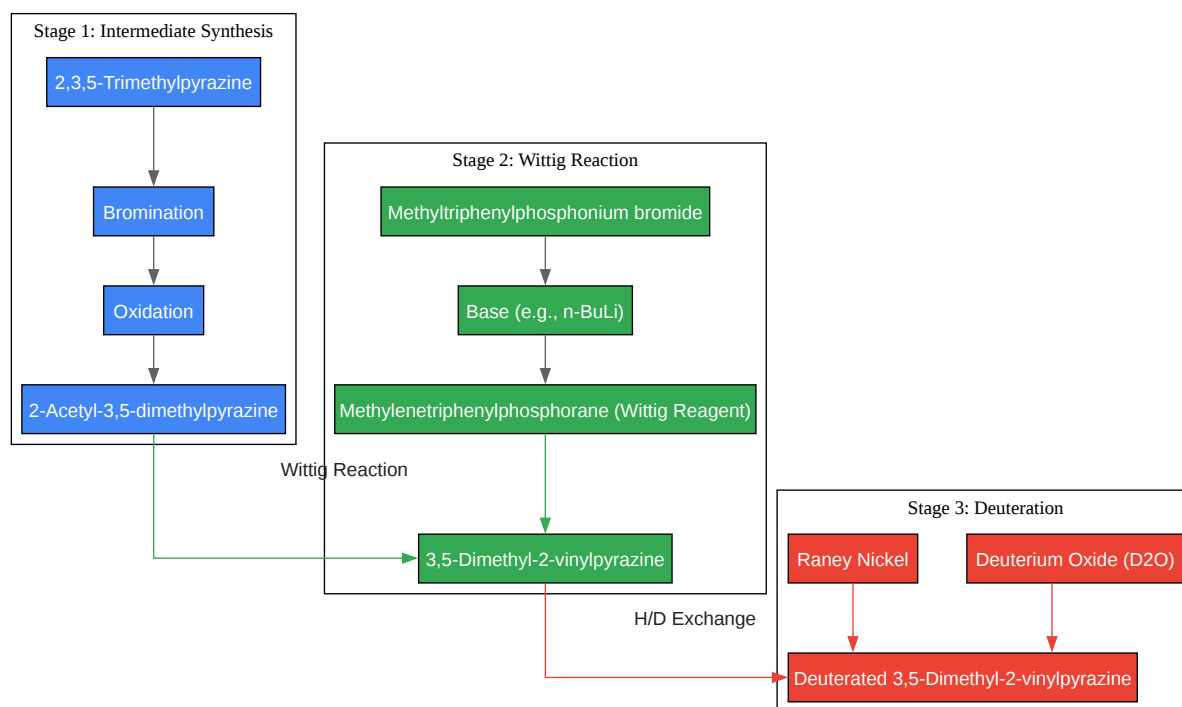 Stage 1: Intermediate Synthesis
2,3,5-Trimethylpyrazine
Bromination
Oxidation
2-Acetyl-3,5-dimethylpyrazine
Stage 2: Wittig Reaction
Methyltriphenylphosphonium bromide
Base (e.g., n-BuLi)
Methylenetriphenylphosphorane (Wittig Reagent)
Wittig Reaction
3,5-Dimethyl-2-vinylpyrazine
H/D Exchange
Stage 3: Deuteration
Raney Nickel
Deuterium Oxide (D2O)
Deuterated 3,5-Dimethyl-2-vinylpyrazine